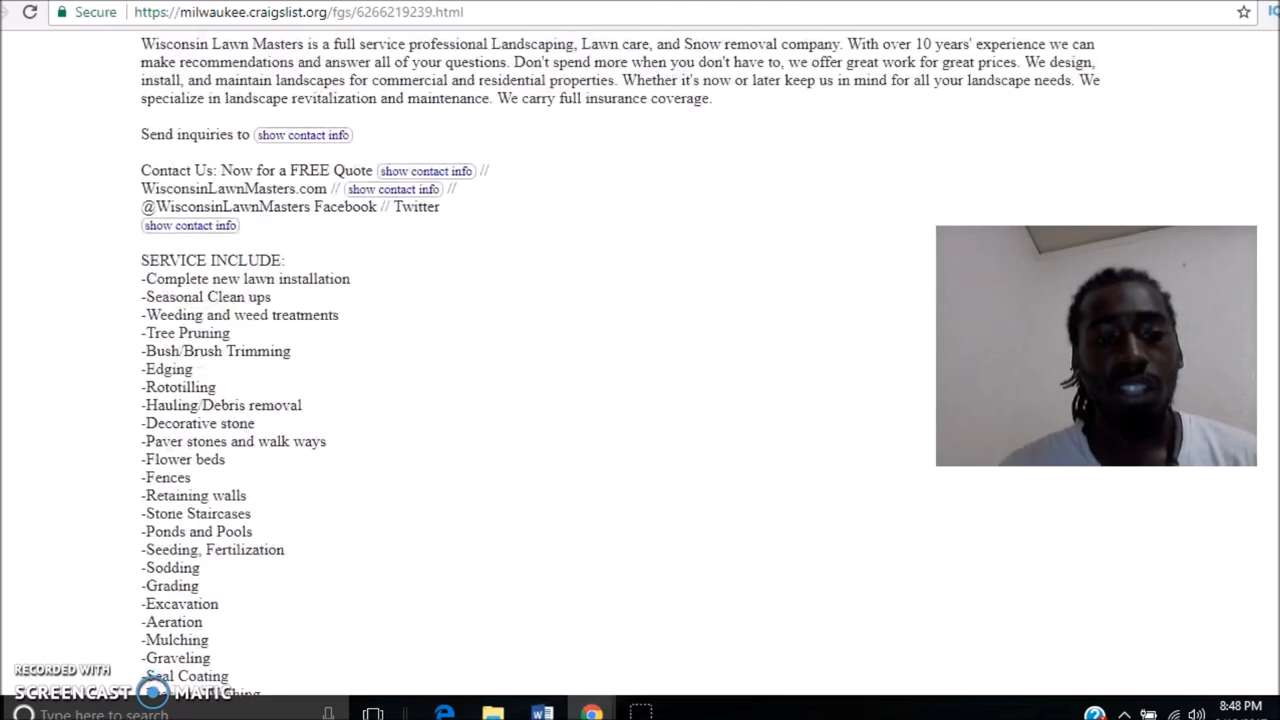 Secure
https://milwaukee.craigslist.org/fgs/6266219239.html
Wisconsin Lawn Masters is a full service professional Landscaping, Lawn care, and Snow removal company. With over 10 years' experience we can
make recommendations and answer all of your questions. Don't spend more when you don't have to, we offer great work for great prices. We design,
install, and maintain landscapes for commercial and residential properties. Whether it's now or later keep us in mind for all your landscape needs. We
specialize in landscape revitalization and maintenance. We carry full insurance coverage.
Send inquiries to show contact info
Contact Us: Now for a FREE Quote show contact info //
WisconsinLawnMasters.com // show contact info //
@WisconsinLawnMasters Facebook // Twitter
show contact info
SERVICE INCLUDE:
-Complete new lawn installation
-Seasonal Clean ups
-Weeding and weed treatments
-Tree Pruning
-Bush/Brush Trimming
-Edging
-Rototilling
-Hauling/Debris removal
-Decorative stone
-Paver stones and walk ways
-Flower beds
-Fences
-Retaining walls
-Stone Staircases
-Ponds and Pools
-Seeding, Fertilization
-Sodding
-Grading
-Excavation
-Aeration
-Mulching
-Graveling
-Seal Coating
RECORDED WITH
SCREENCAST MATIC
Type here to search
8:48 PM